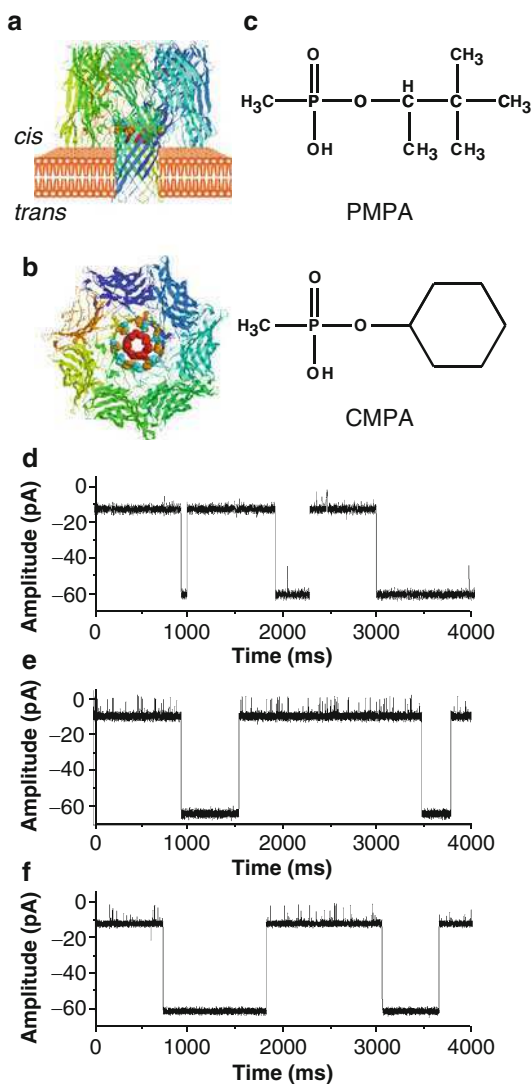 a
cis
trans
b
c
O H CH₃
H₃C P O C C CH₃
OH CH₃ CH₃
PMPA
O
H₃C P O
OH
CMPA
d
Amplitude (pA)
0
−20
−40
−60
0 1000 2000 3000 4000
Time (ms)
e
Amplitude (pA)
0
−20
−40
−60
0 1000 2000 3000 4000
Time (ms)
f
Amplitude (pA)
0
−20
−40
−60
0 1000 2000 3000 4000
Time (ms)